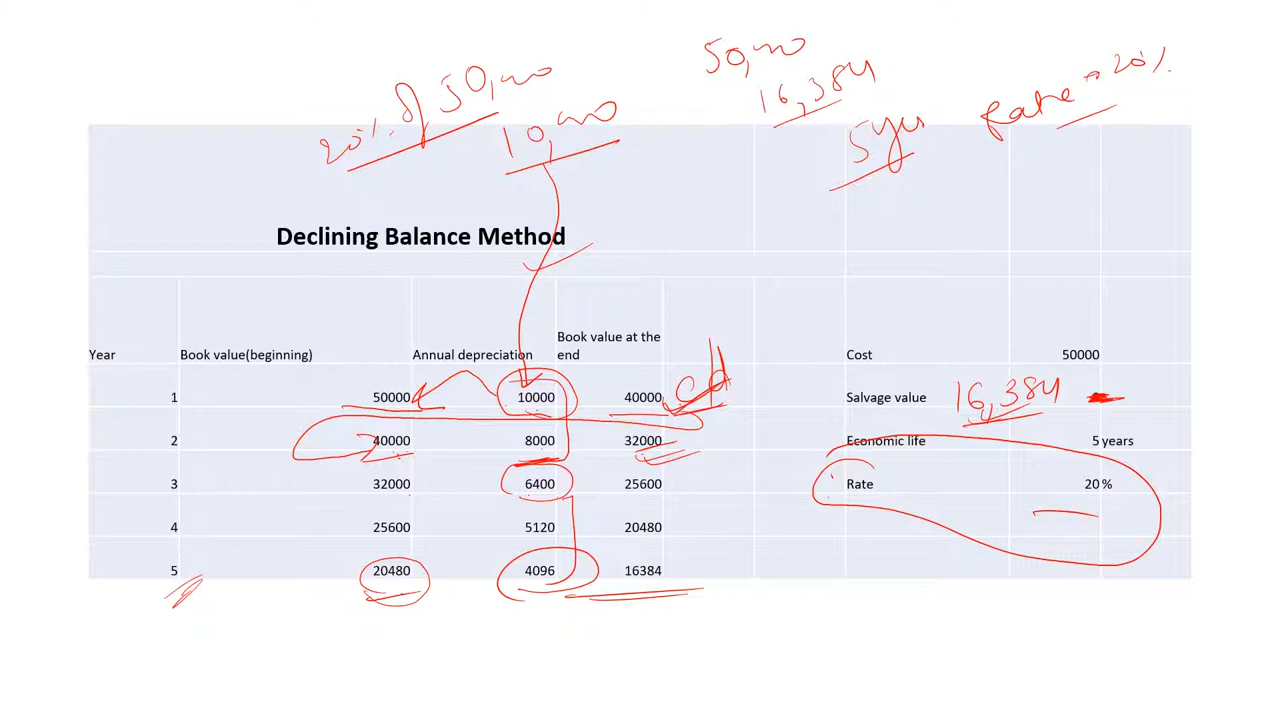 50,000
16,384
5 yrs
Rate → 20%.
20%. of 50,000
10,000
Declining Balance Method
Year Book value(beginning) Annual depreciation Book value at the end Cost 50000
1 50000 10000 40000 Salvage value 16,384
2 40000 8000 32000 Economic life 5 years
3 32000 6400 25600 Rate 20 %
4 25600 5120 20480
5 20480 4096 16384